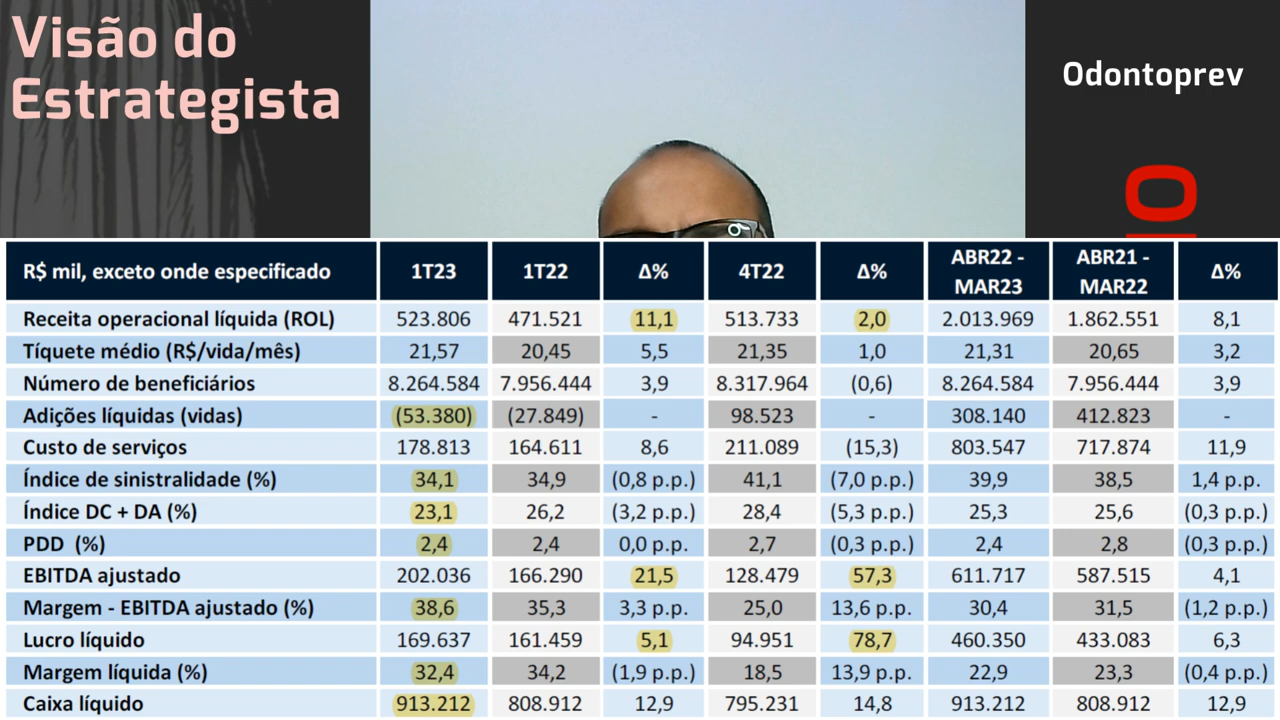 Visão do
Estrategista
Odontoprev
IO
R$ mil, exceto onde especificado 1T23 1T22 Δ% 4T22 Δ% ABR22 - MAR23 ABR21 - MAR22 Δ%
Receita operacional líquida (ROL) 523.806 471.521 11,1 513.733 2,0 2.013.969 1.862.551 8,1
Tíquete médio (R$/vida/mês) 21,57 20,45 5,5 21,35 1,0 21,31 20,65 3,2
Número de beneficiários 8.264.584 7.956.444 3,9 8.317.964 (0,6) 8.264.584 7.956.444 3,9
Adições líquidas (vidas) (53.380) (27.849) - 98.523 - 308.140 412.823 -
Custo de serviços 178.813 164.611 8,6 211.089 (15,3) 803.547 717.874 11,9
Índice de sinistralidade (%) 34,1 34,9 (0,8 p.p.) 41,1 (7,0 p.p.) 39,9 38,5 1,4 p.p.
Índice DC + DA (%) 23,1 26,2 (3,2 p.p.) 28,4 (5,3 p.p.) 25,3 25,6 (0,3 p.p.)
PDD (%) 2,4 2,4 0,0 p.p. 2,7 (0,3 p.p.) 2,4 2,8 (0,3 p.p.)
EBITDA ajustado 202.036 166.290 21,5 128.479 57,3 611.717 587.515 4,1
Margem - EBITDA ajustado (%) 38,6 35,3 3,3 p.p. 25,0 13,6 p.p. 30,4 31,5 (1,2 p.p.)
Lucro líquido 169.637 161.459 5,1 94.951 78,7 460.350 433.083 6,3
Margem líquida (%) 32,4 34,2 (1,9 p.p.) 18,5 13,9 p.p. 22,9 23,3 (0,4 p.p.)
Caixa líquido 913.212 808.912 12,9 795.231 14,8 913.212 808.912 12,9